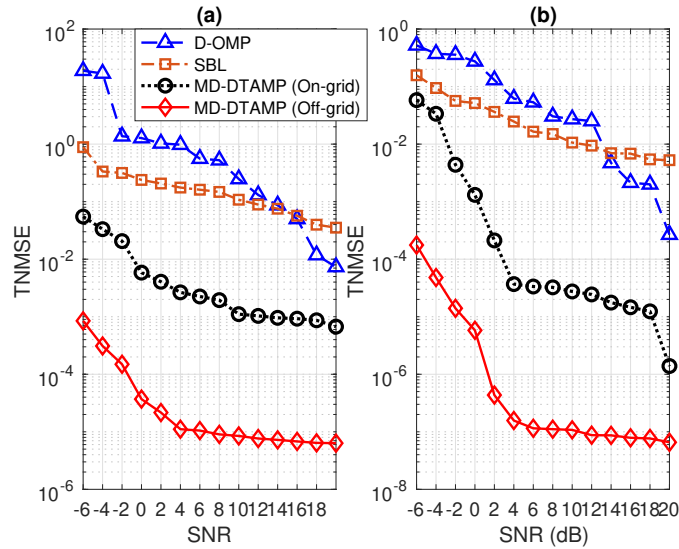 (a)
(b)
D-OMP
SBL
MD-DTAMP (On-grid)
MD-DTAMP (Off-grid)
TNMSE
10^2
10^0
10^-2
10^-4
10^-6
-6 -4 -2 0 2 4 6 8 10 12 14 16 18
SNR
TNMSE
10^0
10^-2
10^-4
10^-6
10^-8
-6 -4 -2 0 2 4 6 8 10 12 14 16 18 20
SNR (dB)